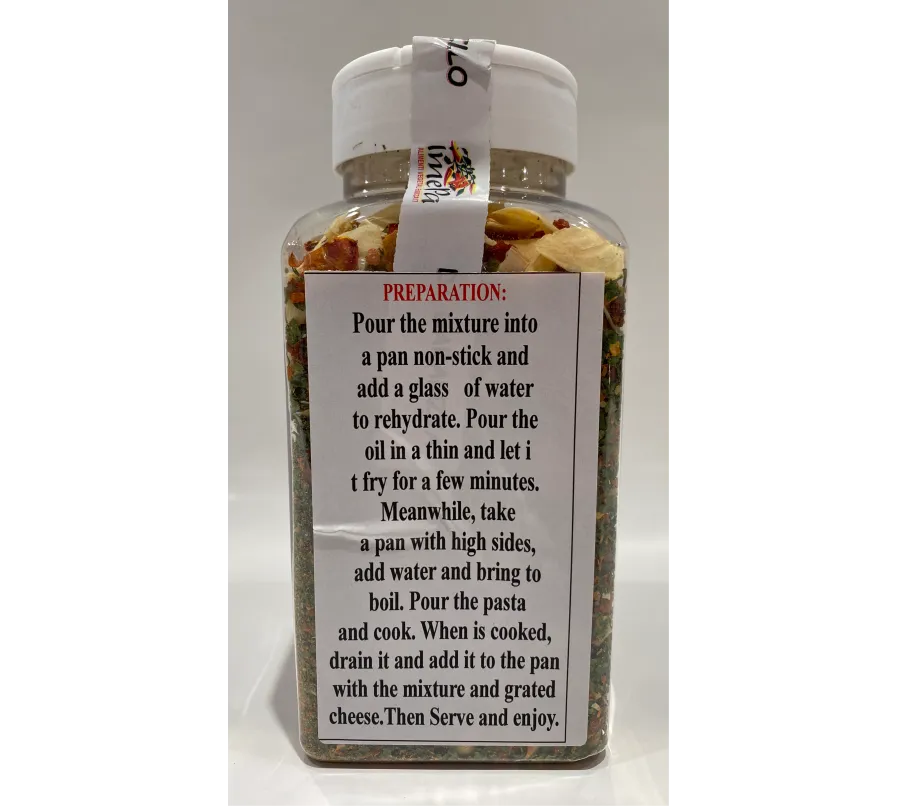 LLO
imella
PREPARATION:
Pour the mixture into
a pan non-stick and
add a glass of water
to rehydrate. Pour the
oil in a thin and let i
t fry for a few minutes.
Meanwhile, take
a pan with high sides,
add water and bring to
boil. Pour the pasta
and cook. When is cooked,
drain it and add it to the pan
with the mixture and grated
cheese.Then Serve and enjoy.